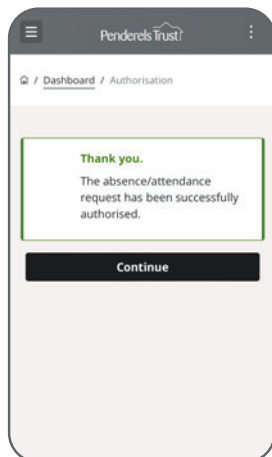 Penderels Trust
/ Dashboard / Authorisation
Thank you.
The absence/attendance
request has been successfully
authorised.
Continue